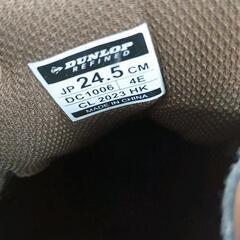 DUNLOP
REFINED
JP 24.5 CM
DC1006 4E
CL 2023 HK
MADE IN CHINA